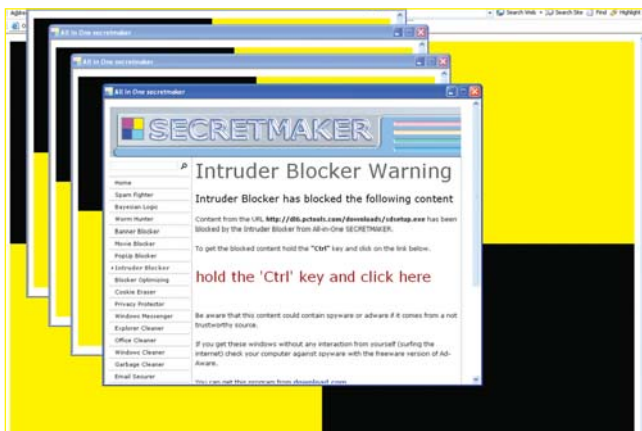 Search Web
Search Site
Find
Highlight
All In One secretmaker
All In One secretmaker
All In One secretmaker
SECRETMAKER
Home
Spam Fighter
Bayesian Logic
Worm Hunter
Banner Blocker
Movie Blocker
PopUp Blocker
Intruder Blocker
Blocker Optimizing
Cookie Eraser
Privacy Protector
Windows Messenger
Explorer Cleaner
Office Cleaner
Windows Cleaner
Garbage Cleaner
Email Securer
Intruder Blocker Warning
Intruder Blocker has blocked the following content
Content from the URL http://dl6.pctools.com/downloads/sdsetup.exe has been
blocked by the Intruder Blocker from All-in-One SECRETMAKER.
To get the blocked content hold the "Ctrl" key and click on the link below.
hold the 'Ctrl' key and click here
Be aware that this content could contain spyware or adware if it comes from a not
trustworthy source.
If you get these windows without any interaction from yourself (surfing the
internet) check your computer against spyware with the freeware version of Ad-
Aware.
You can get this program from download.com